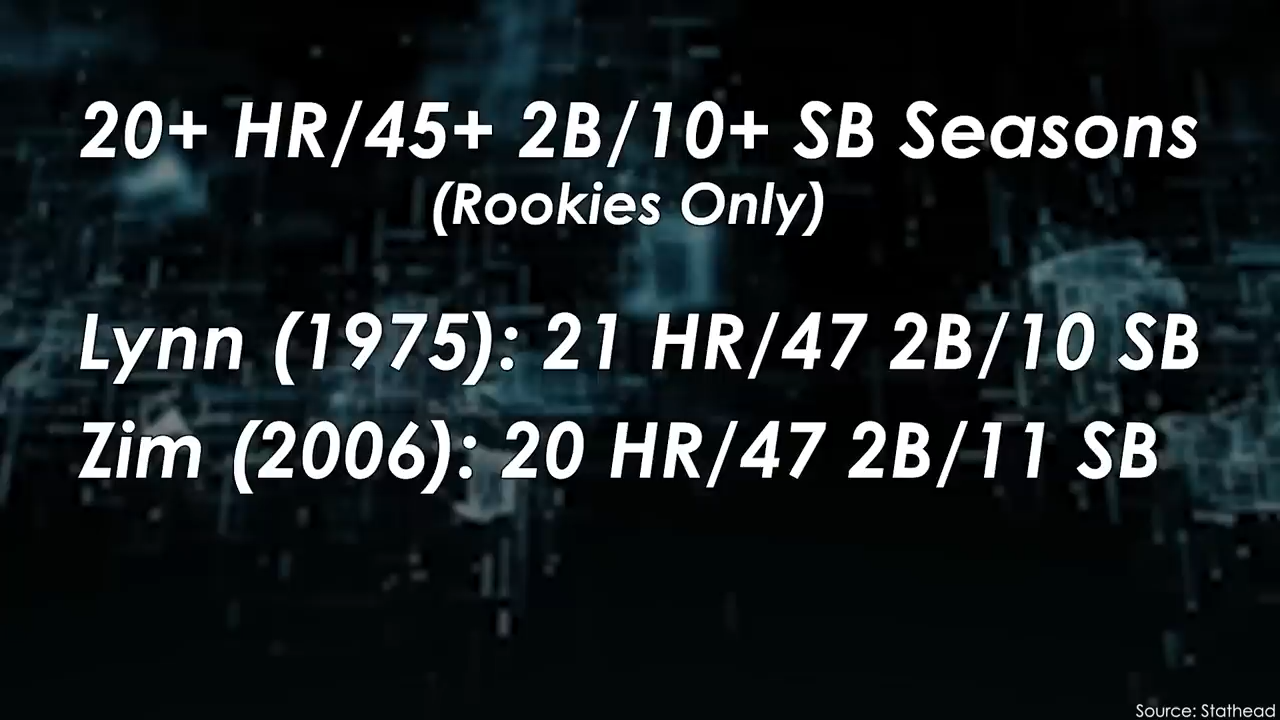 20+ HR/45+ 2B/10+ SB Seasons
(Rookies Only)
Lynn (1975): 21 HR/47 2B/10 SB
Zim (2006): 20 HR/47 2B/11 SB
Source: Stathead